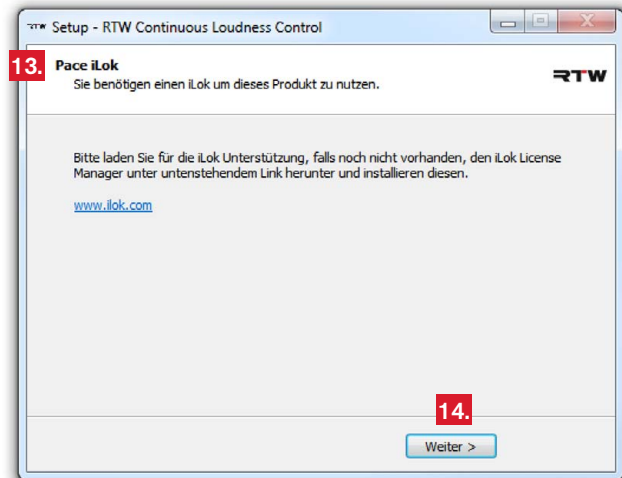 RTW Setup - RTW Continuous Loudness Control
13. Pace iLok
Sie benötigen einen iLok um dieses Produkt zu nutzen.
RTW
Bitte laden Sie für die iLok Unterstützung, falls noch nicht vorhanden, den iLok License
Manager unter untenstehendem Link herunter und installieren diesen.
www.ilok.com
14.
Weiter >